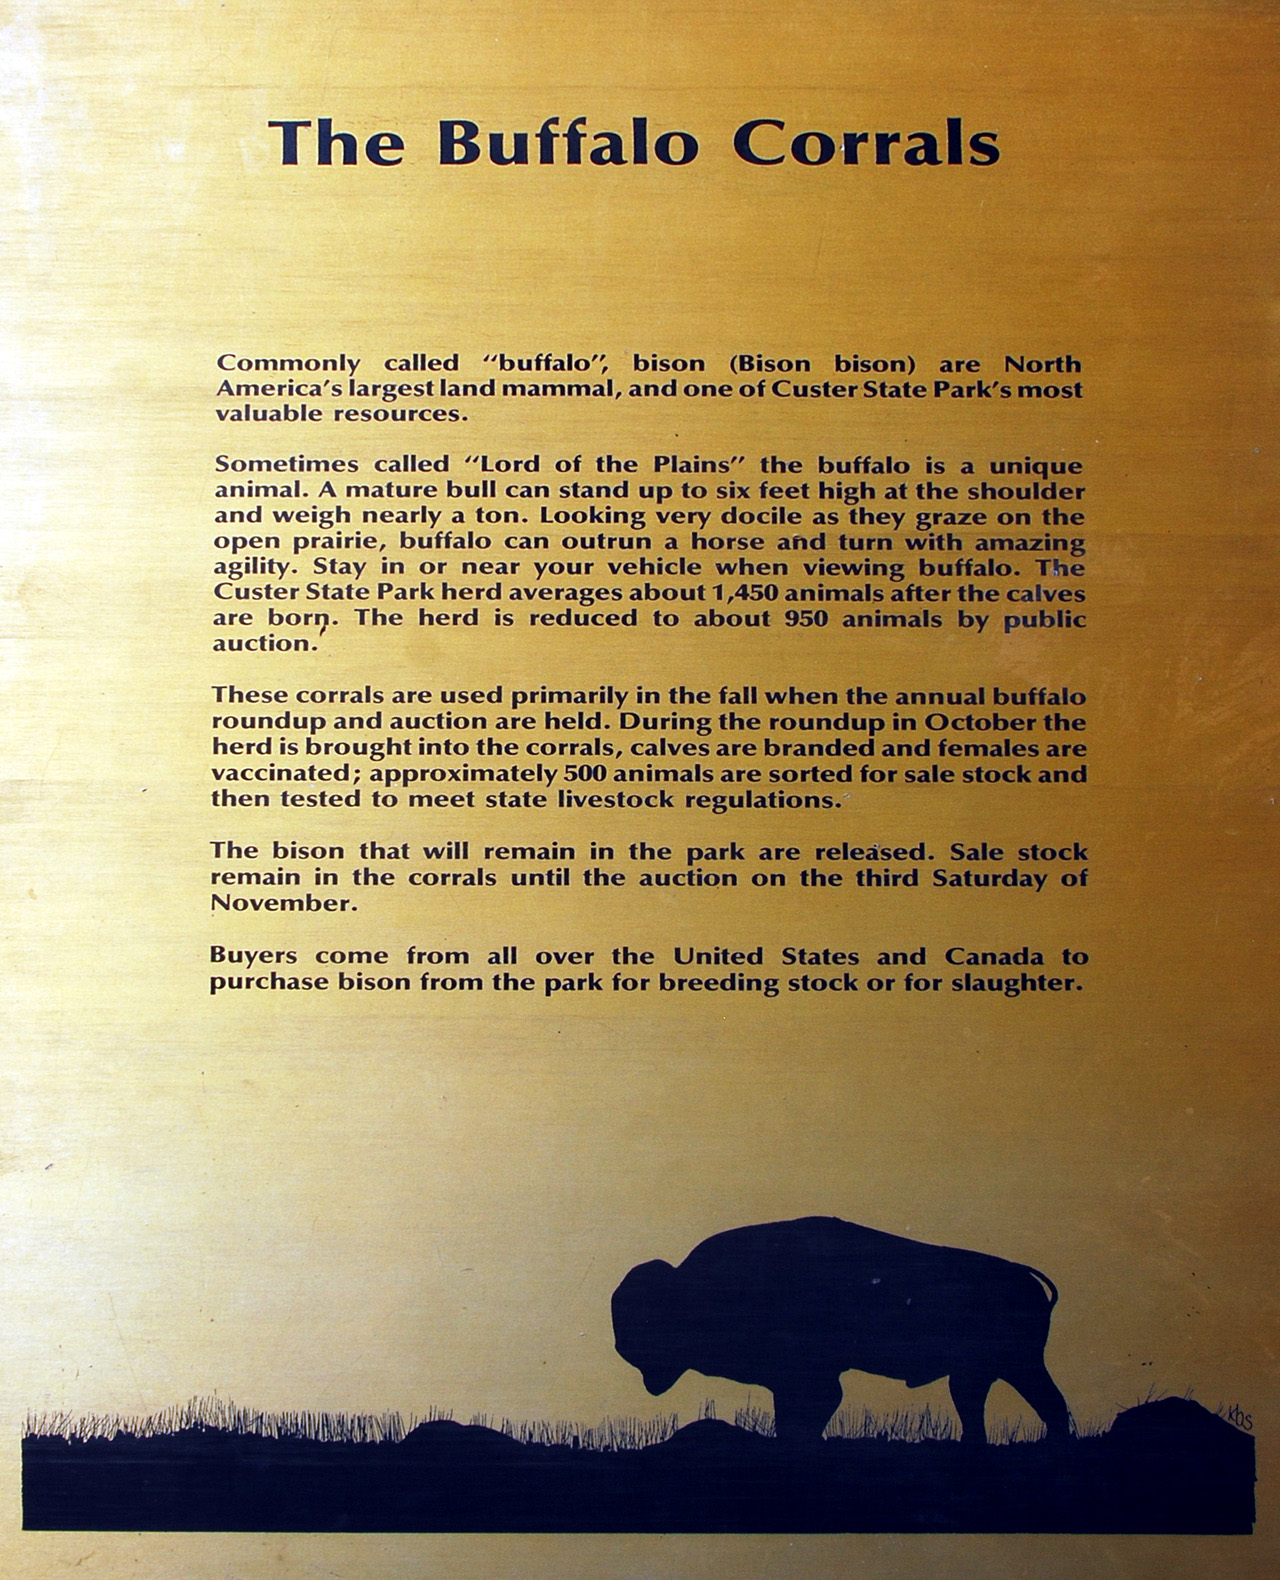 The Buffalo Corrals
Commonly called "buffalo", bison (Bison bison) are North
America's largest land mammal, and one of Custer State Park's most
valuable resources.
Sometimes called "Lord of the Plains" the buffalo is a unique
animal. A mature bull can stand up to six feet high at the shoulder
and weigh nearly a ton. Looking very docile as they graze on the
open prairie, buffalo can outrun a horse and turn with amazing
agility. Stay in or near your vehicle when viewing buffalo. The
Custer State Park herd averages about 1,450 animals after the calves
are born. The herd is reduced to about 950 animals by public
auction.
These corrals are used primarily in the fall when the annual buffalo
roundup and auction are held. During the roundup in October the
herd is brought into the corrals, calves are branded and females are
vaccinated; approximately 500 animals are sorted for sale stock and
then tested to meet state livestock regulations.
The bison that will remain in the park are released. Sale stock
remain in the corrals until the auction on the third Saturday of
November.
Buyers come from all over the United States and Canada to
purchase bison from the park for breeding stock or for slaughter.
KBS